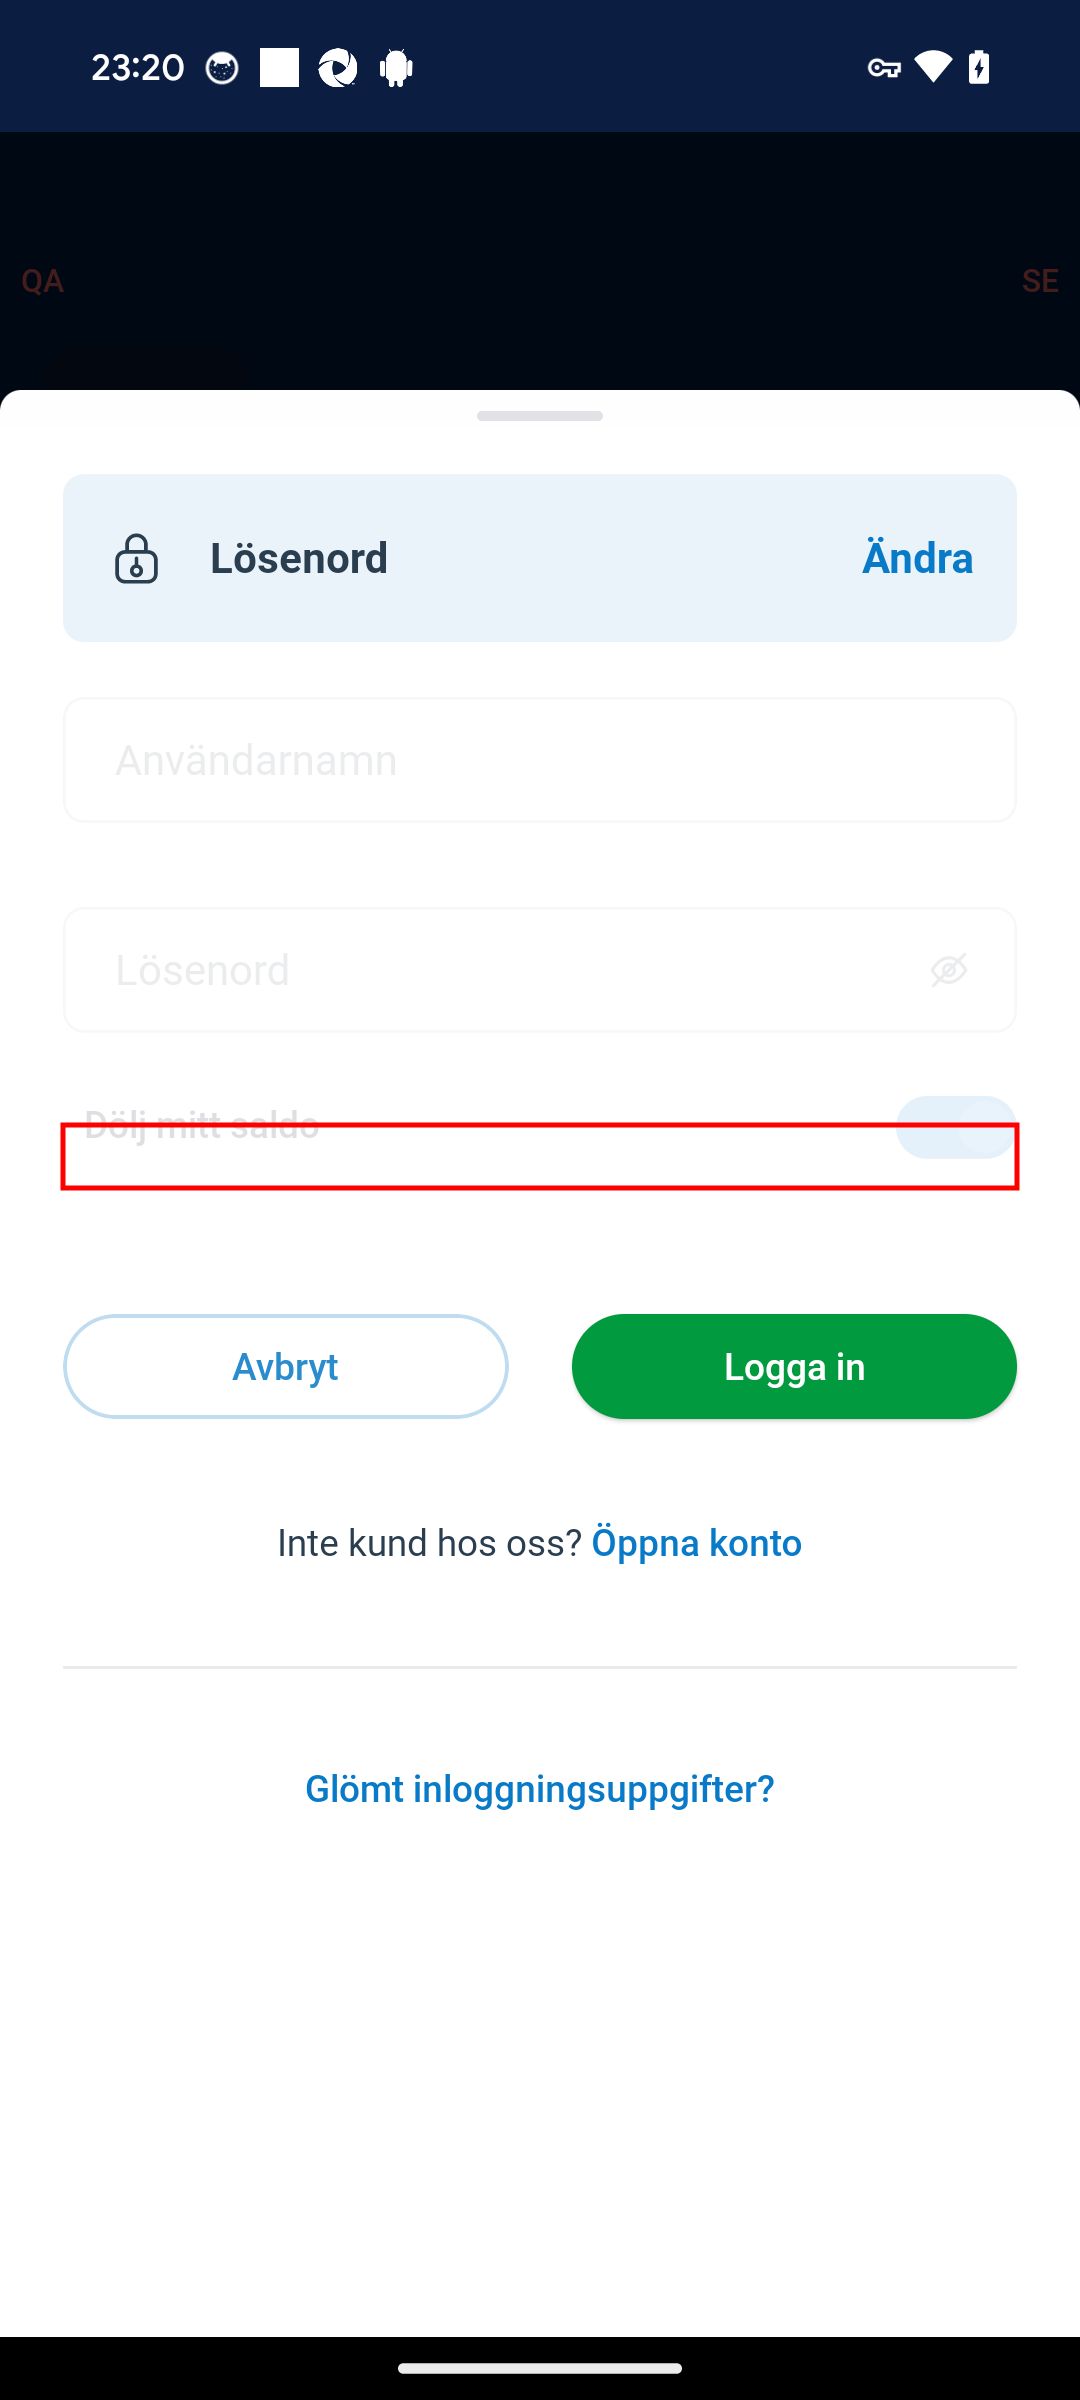 23:20
QA
SE
Lösenord
Ändra
Användarnamn
Lösenord
Dölj mitt saldo
Avbryt
Logga in
Inte kund hos oss? Öppna konto
Glömt inloggningsuppgifter?